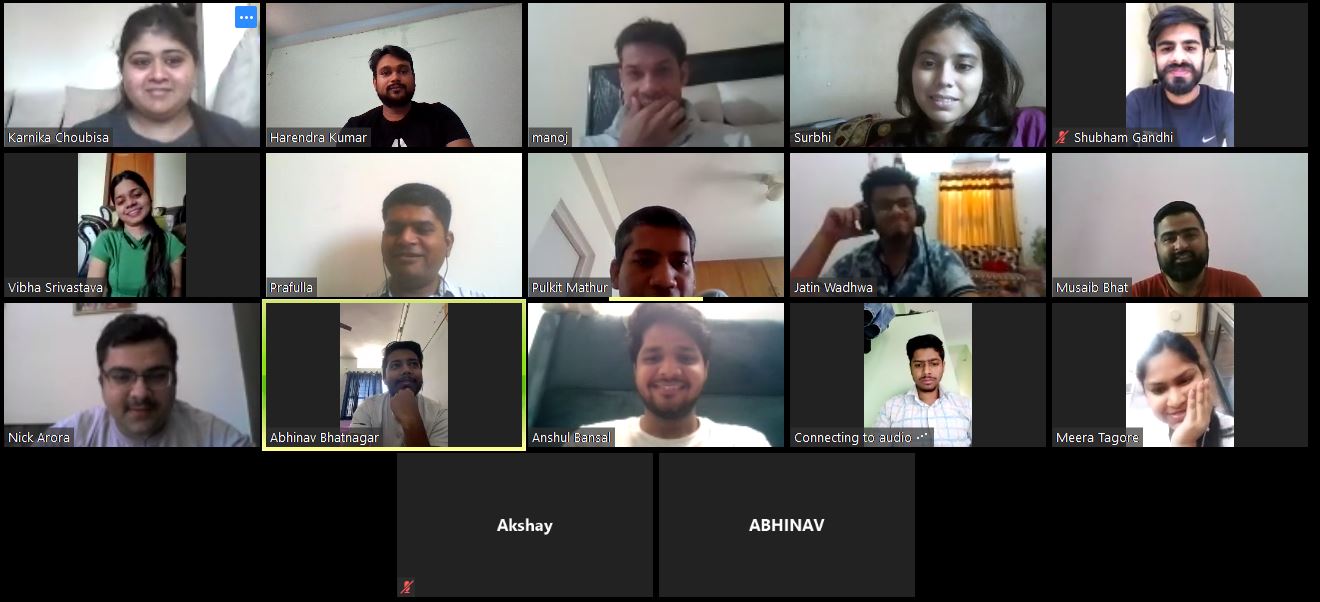 Karnika Choubisa
Harendra Kumar
manoj
Surbhi
Shubham Gandhi
Vibha Srivastava
Prafulla
Pulkit Mathur
Jatin Wadhwa
Musaib Bhat
Nick Arora
Abhinav Bhatnagar
Anshul Bansal
Connecting to audio
Meera Tagore
Akshay
ABHINAV